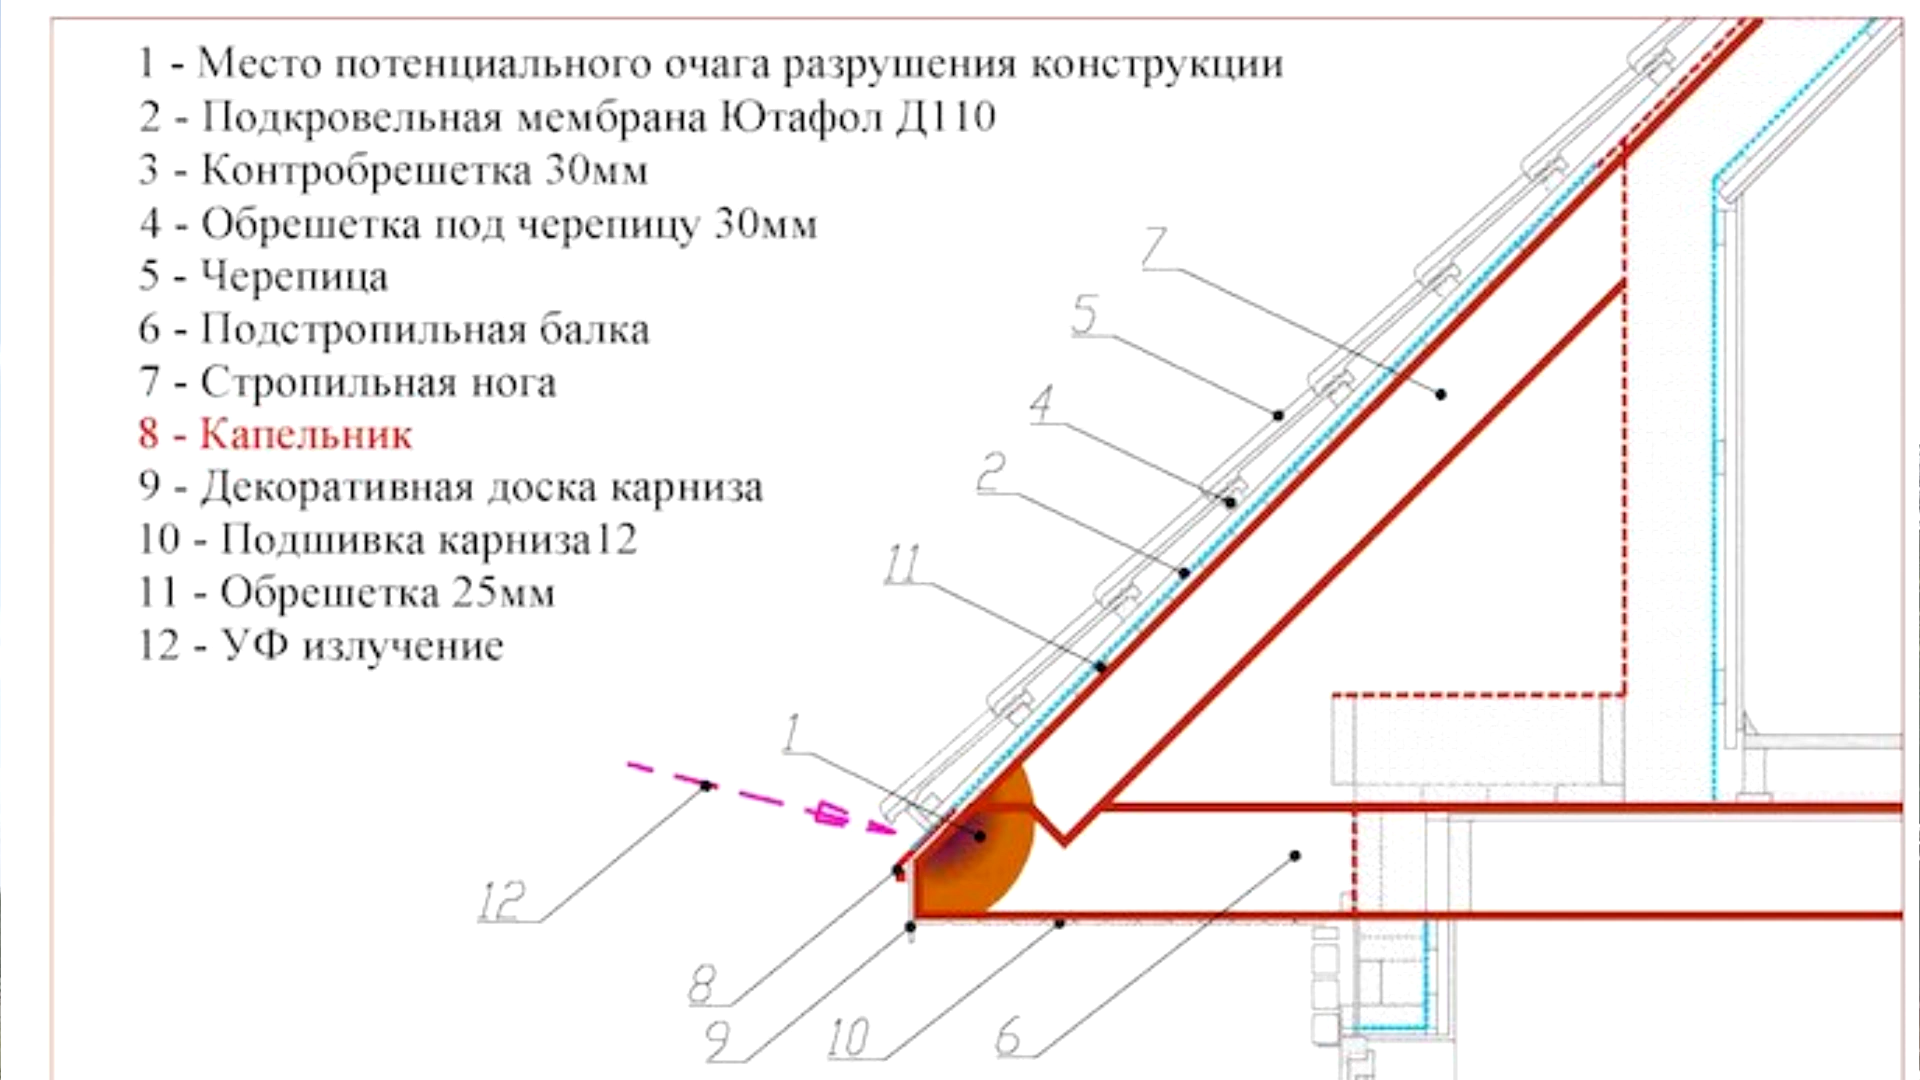 1 - Место потенциального очага разрушения конструкции
2 - Подкровельная мембрана Ютафол Д110
3 - Контробрешетка 30мм
4 - Обрешетка под черепицу 30мм
5 - Черепица
6 - Подстропильная балка
7 - Стропильная нога
8 - Капельник
9 - Декоративная доска карниза
10 - Подшивка карниза12
11 - Обрешетка 25мм
12 - УФ излучение
7
5
4
2
11
1
12
8
9
10
6